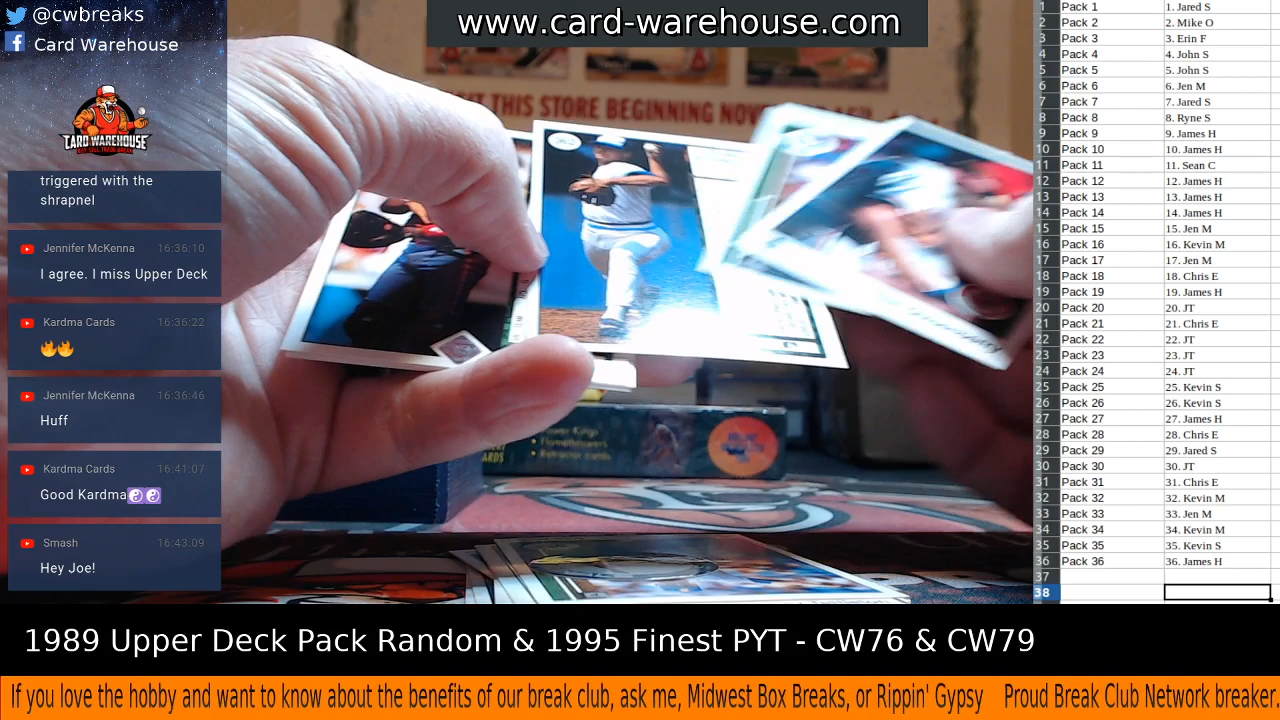 @cwbreaks
Card Warehouse
CARD WAREHOUSE
triggered with the
shrapnel
Jennifer McKenna 16:36:10
I agree. I miss Upper Deck
Kardma Cards 16:36:22
🔥🔥
Jennifer McKenna 16:36:46
Huff
Kardma Cards 16:41:07
Good Kardma☯️☯️
Smash 16:43:09
Hey Joe!
www.card-warehouse.com
THIS STORE BEGINNING
Power Kings
• Flamethrowers
• Refractor cards
1 Pack 1 1. Jared S
2 Pack 2 2. Mike O
3 Pack 3 3. Erin F
4 Pack 4 4. John S
5 Pack 5 5. John S
6 Pack 6 6. Jen M
7 Pack 7 7. Jared S
8 Pack 8 8. Ryne S
9 Pack 9 9. James H
10 Pack 10 10. James H
11 Pack 11 11. Sean C
12 Pack 12 12. James H
13 Pack 13 13. James H
14 Pack 14 14. James H
15 Pack 15 15. Jen M
16 Pack 16 16. Kevin M
17 Pack 17 17. Jen M
18 Pack 18 18. Chris E
19 Pack 19 19. James H
20 Pack 20 20. JT
21 Pack 21 21. Chris E
22 Pack 22 22. JT
23 Pack 23 23. JT
24 Pack 24 24. JT
25 Pack 25 25. Kevin S
26 Pack 26 26. Kevin S
27 Pack 27 27. James H
28 Pack 28 28. Chris E
29 Pack 29 29. Jared S
30 Pack 30 30. JT
31 Pack 31 31. Chris E
32 Pack 32 32. Kevin M
33 Pack 33 33. Jen M
34 Pack 34 34. Kevin M
35 Pack 35 35. Kevin S
36 Pack 36 36. James H
37
38
1989 Upper Deck Pack Random & 1995 Finest PYT - CW76 & CW79
If you love the hobby and want to know about the benefits of our break club, ask me, Midwest Box Breaks, or Rippin' Gypsy Proud Break Club Network breaker.